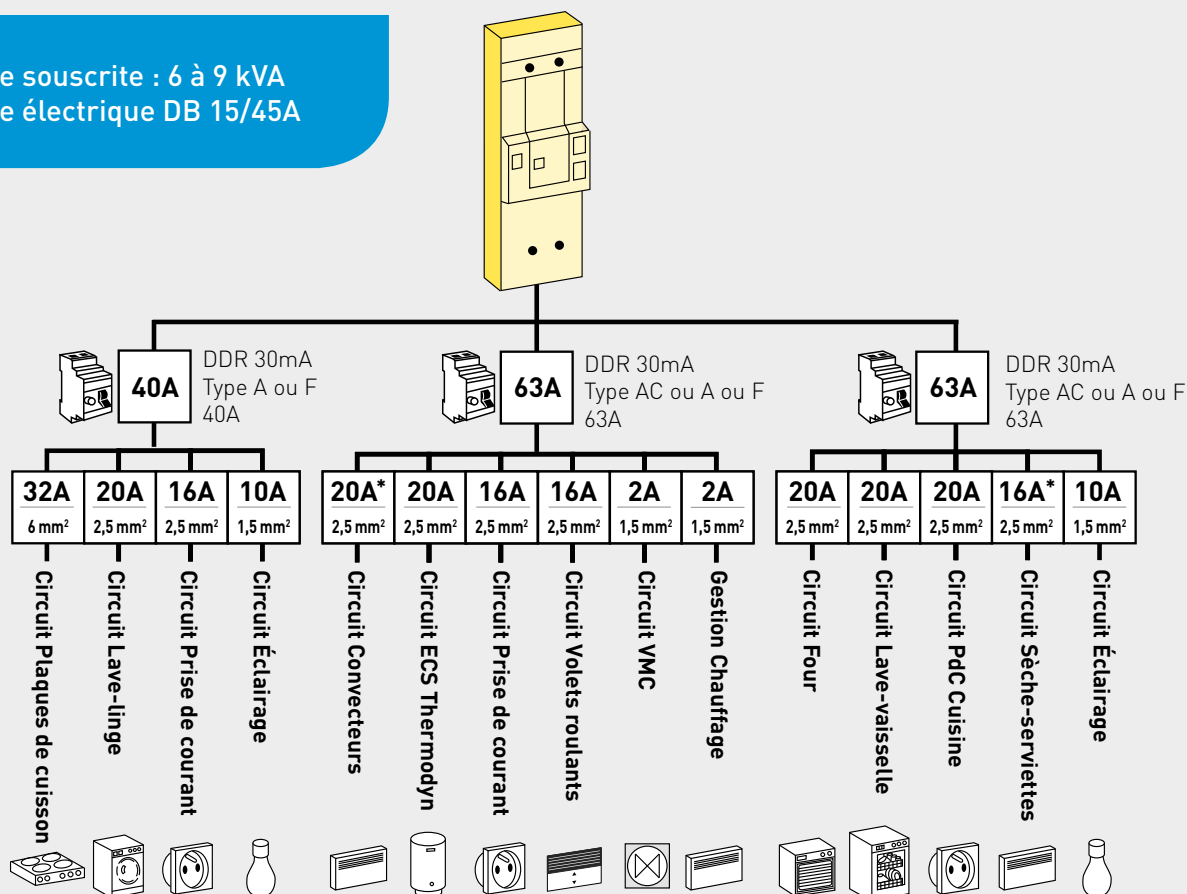 e souscrite : 6 à 9 kVA
e électrique DB 15/45A
40A
DDR 30mA
Type A ou F
40A
63A
DDR 30mA
Type AC ou A ou F
63A
63A
DDR 30mA
Type AC ou A ou F
63A
32A
6 mm²
20A
2,5 mm²
16A
2,5 mm²
10A
1,5 mm²
20A*
2,5 mm²
20A
2,5 mm²
16A
2,5 mm²
16A
2,5 mm²
2A
1,5 mm²
2A
1,5 mm²
20A
2,5 mm²
20A
2,5 mm²
20A
2,5 mm²
16A*
2,5 mm²
10A
1,5 mm²
Circuit Plaques de cuisson
Circuit Lave-linge
Circuit Prise de courant
Circuit Éclairage
Circuit Convecteurs
Circuit ECS Thermodyn
Circuit Prise de courant
Circuit Volets roulants
Circuit VMC
Gestion Chauffage
Circuit Four
Circuit Lave-vaisselle
Circuit PdC Cuisine
Circuit Sèche-serviettes
Circuit Éclairage